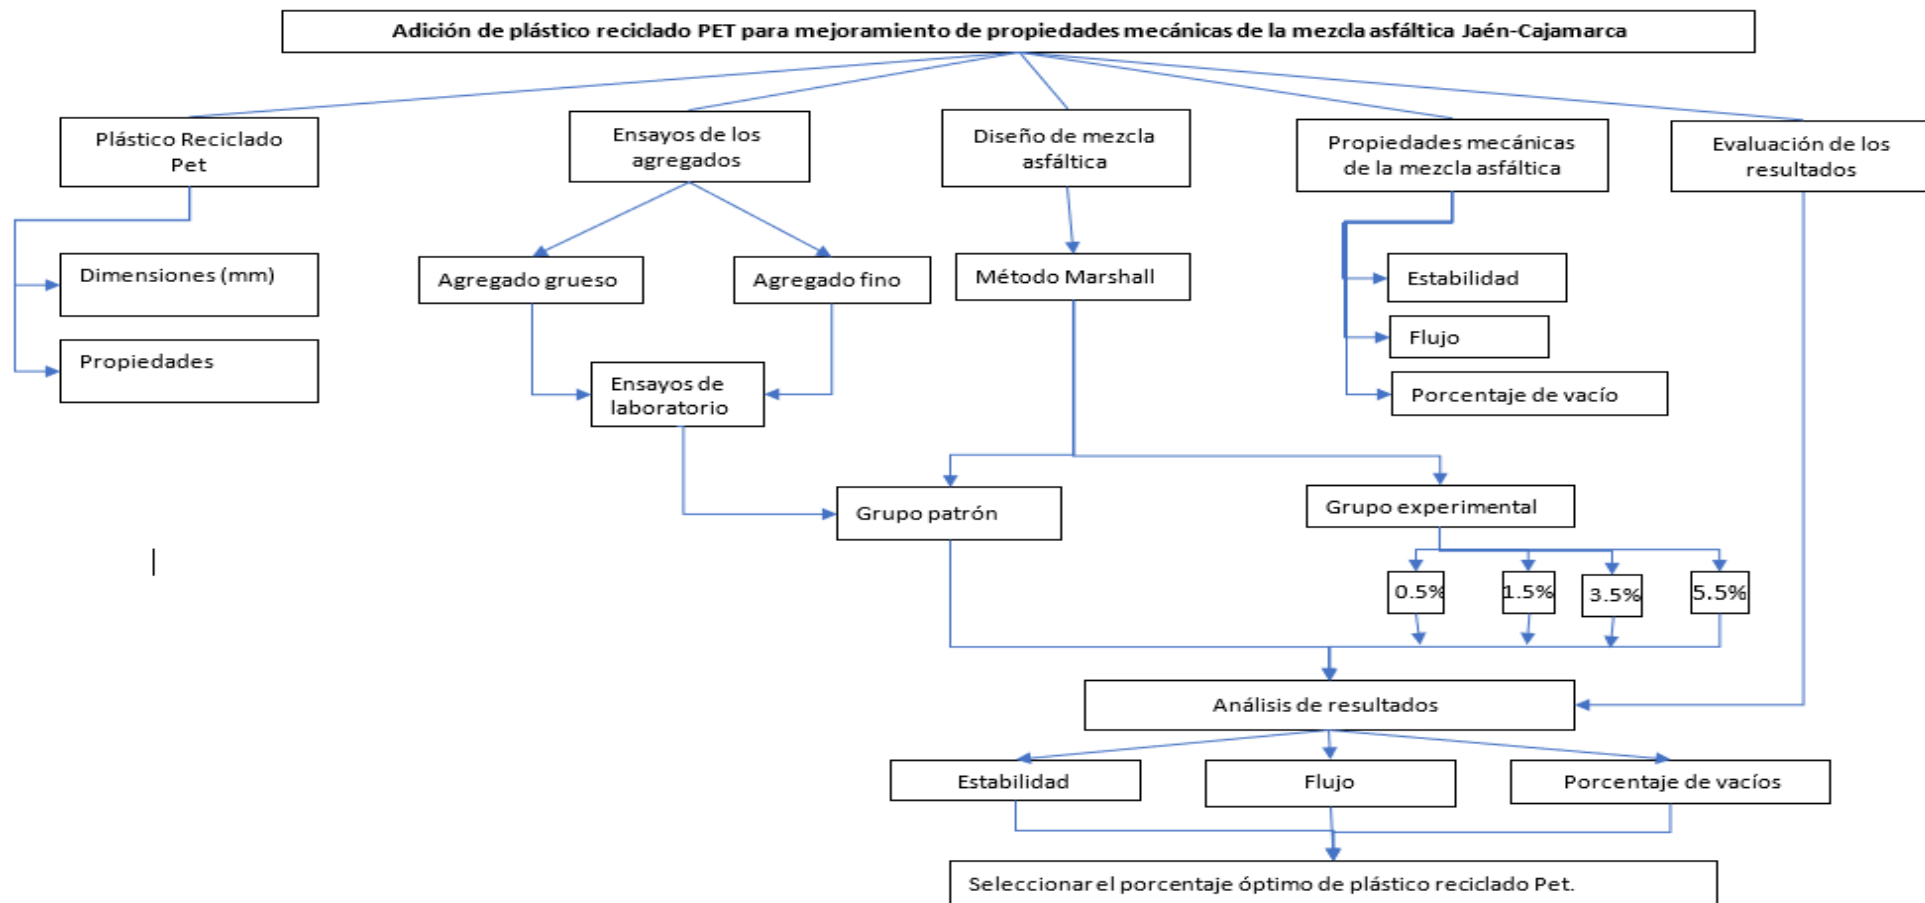 Adición de plástico reciclado PET para mejoramiento de propiedades mecánicas de la mezcla asfáltica Jaén-Cajamarca
Plástico Reciclado
Pet
Ensayos de los
agregados
Diseño de mezcla
asfáltica
Propiedades mecánicas
de la mezcla asfáltica
Evaluación de los
resultados
Dimensiones (mm)
Propiedades
Agregado grueso
Agregado fino
Ensayos de
laboratorio
Método Marshall
Estabilidad
Flujo
Porcentaje de vacío
Grupo patrón
Grupo experimental
0.5%
1.5%
3.5%
5.5%
Análisis de resultados
Estabilidad
Flujo
Porcentaje de vacíos
Seleccionar el porcentaje óptimo de plástico reciclado Pet.